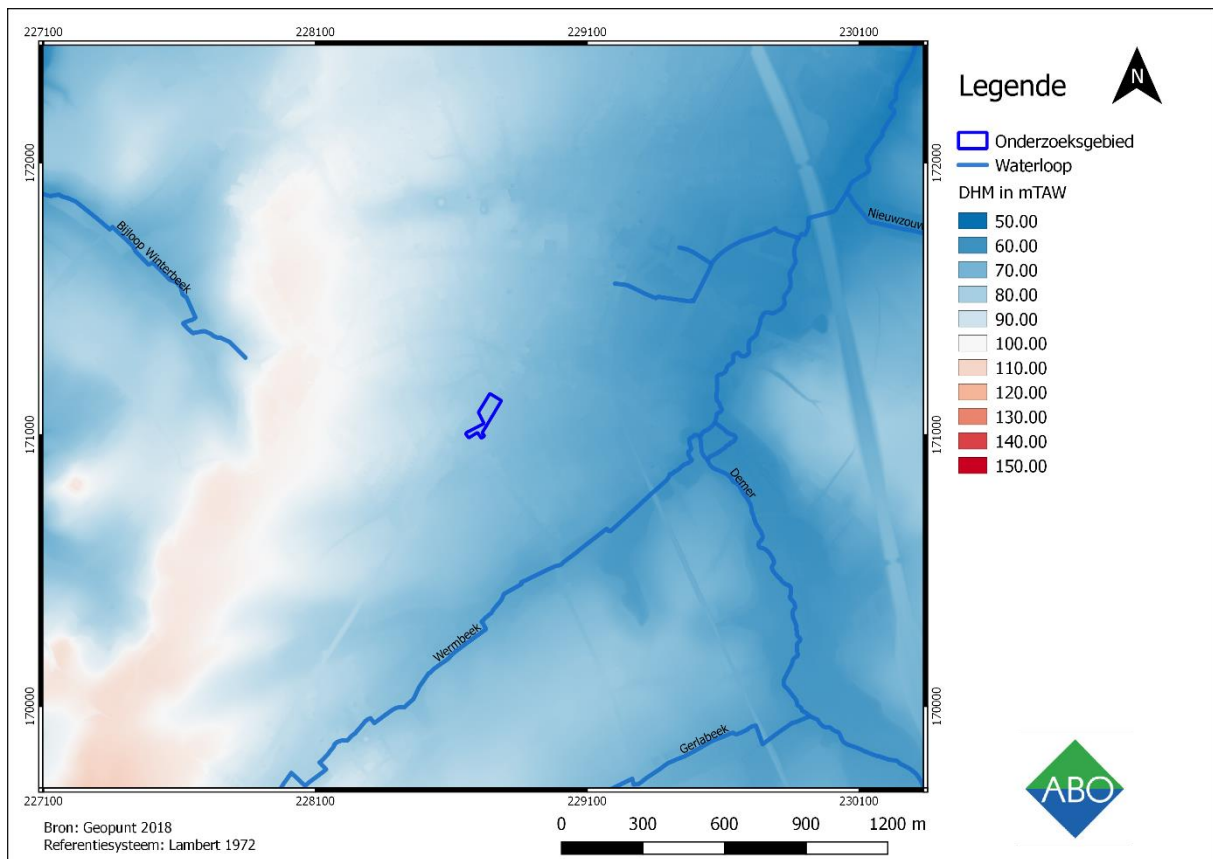 227100 228100 229100 230100
Legende
N
Onderzoeksgebied
Waterloop
DHM in mTAW
50.00
60.00
70.00
80.00
90.00
100.00
110.00
120.00
130.00
140.00
150.00
172000 172000
Nieuwzouw
Bijloop Winterbeek
171000 171000
Demer
Wermbeek
170000 170000
Gerlabeek
227100 228100 229100 230100
ABO
Bron: Geopunt 2018
Referentiesysteem: Lambert 1972
0 300 600 900 1200 m